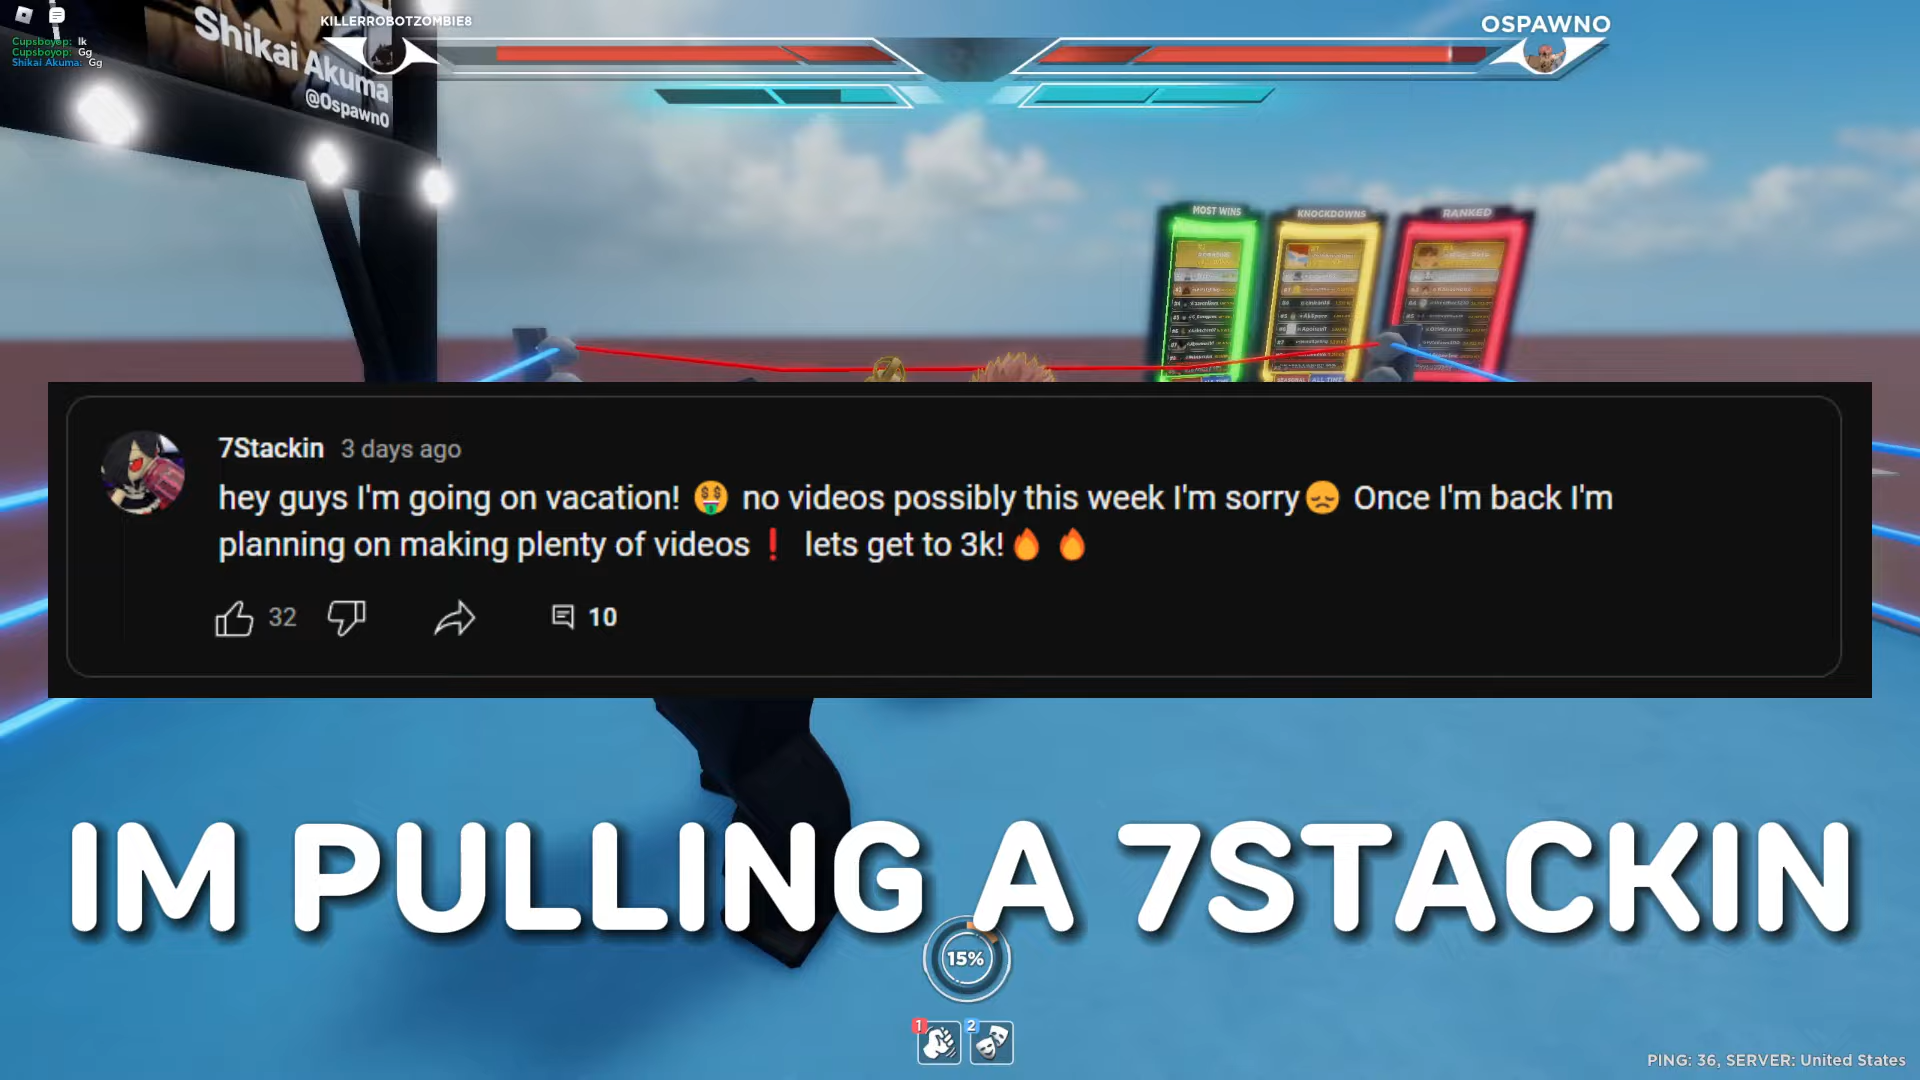 KILLERROBOTZOMBIE8
OSPAWNO
Cupsboyop: Ik
Cupsboyop: Gg
Shikai Akuma: Gg
Shikai Akuma
@Ospawn0
MOST WINS
KNOCKDOWNS
RANKED
7Stackin 3 days ago
hey guys I'm going on vacation! 🤑 no videos possibly this week I'm sorry😞 Once I'm back I'm
planning on making plenty of videos❗ lets get to 3k!🔥 🔥
32
10
IM PULLING A 7STACKIN
15%
1
2
PING: 36, SERVER: United States